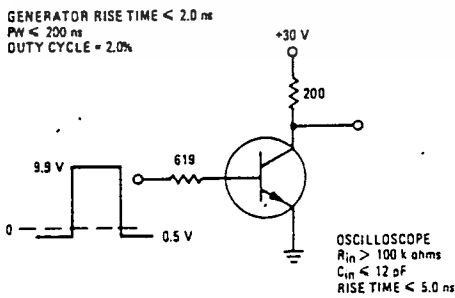 GENERATOR RISE TIME ≤ 2.0 ns
PW ≤ 200 ns
DUTY CYCLE = 2.0%
+30 V
200
9.9 V
619
0
0.5 V
OSCILLOSCOPE
Rin > 100 k ohms
Cin ≤ 12 pF
RISE TIME ≤ 5.0 ns